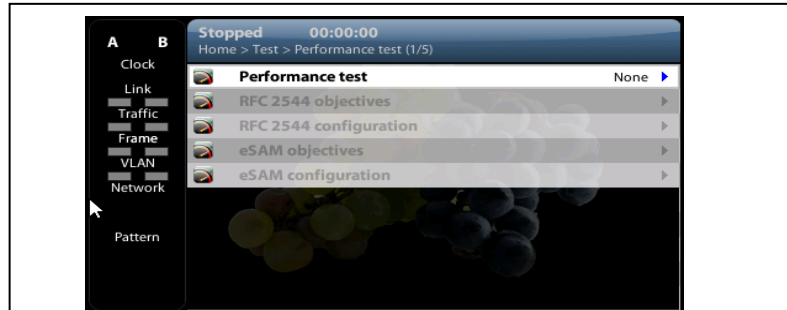 A B
Clock
Link
Traffic
Frame
VLAN
Network
Pattern
Stopped 00:00:00
Home > Test > Performance test (1/5)
Performance test None
RFC 2544 objectives
RFC 2544 configuration
eSAM objectives
eSAM configuration